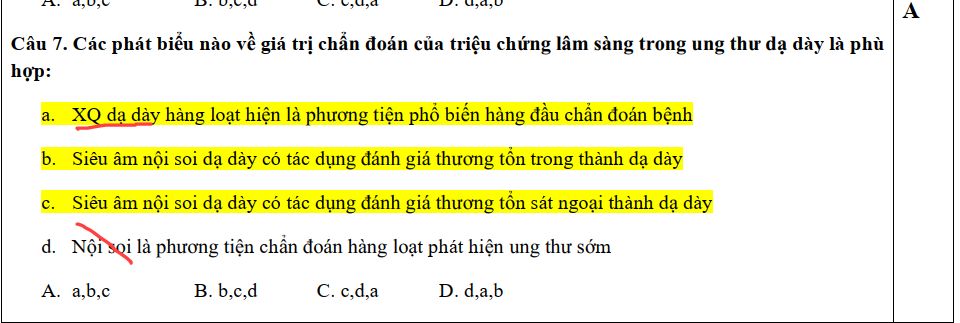 A
Câu 7. Các phát biểu nào về giá trị chẩn đoán của triệu chứng lâm sàng trong ung thư dạ dày là phù
hợp:
a. XQ dạ dày hàng loạt hiện là phương tiện phổ biến hàng đầu chẩn đoán bệnh
b. Siêu âm nội soi dạ dày có tác dụng đánh giá thương tổn trong thành dạ dày
c. Siêu âm nội soi dạ dày có tác dụng đánh giá thương tổn sát ngoại thành dạ dày
d. Nội soi là phương tiện chẩn đoán hàng loạt phát hiện ung thư sớm
A. a,b,c B. b,c,d C. c,d,a D. d,a,b